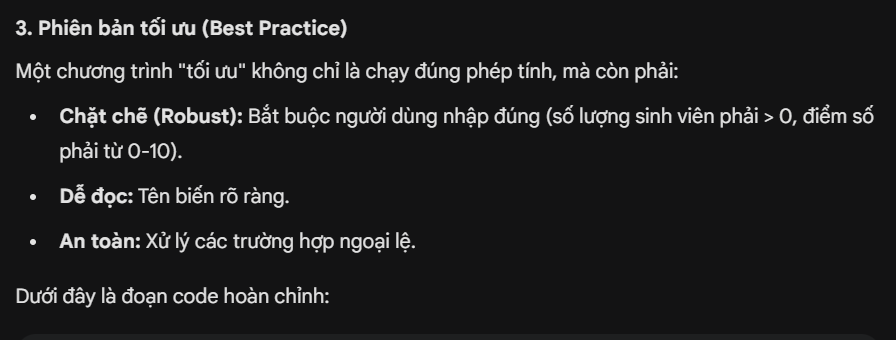 3. Phiên bản tối ưu (Best Practice)
Một chương trình "tối ưu" không chỉ là chạy đúng phép tính, mà còn phải:
• Chặt chẽ (Robust): Bắt buộc người dùng nhập đúng (số lượng sinh viên phải > 0, điểm số
phải từ 0-10).
• Dễ đọc: Tên biến rõ ràng.
• An toàn: Xử lý các trường hợp ngoại lệ.
Dưới đây là đoạn code hoàn chỉnh: